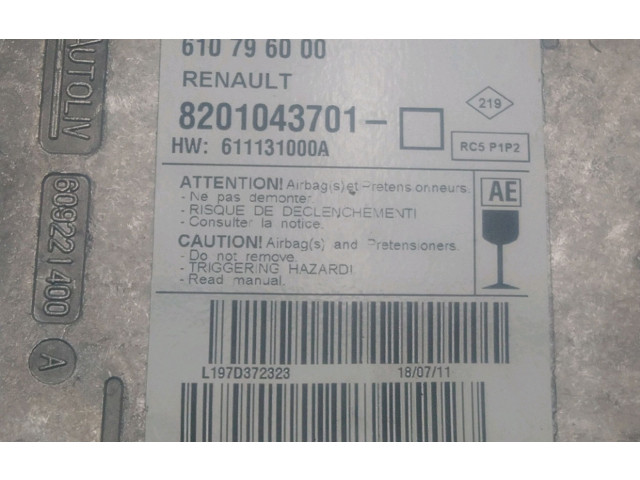 610 79 60 00
RENAULT
8201043701-
HW: 611131000A
219
RC5 P1P2
ATTENTION! Airbag(s) et Pretensionneurs.
- Ne pas demonter.
- RISQUE DE DECLENCHEMENT!
- Consulter la notice.
CAUTION! Airbag(s) and Pretensioners.
- Do not remove.
- TRIGGERING HAZARD!
- Read manual.
AE
L197D372323
18/07/11
AUTOLIV
609221400
A